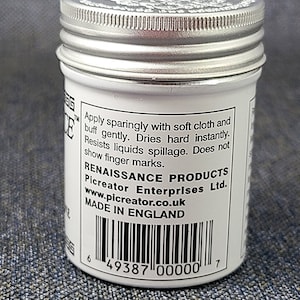 Apply sparingly with soft cloth and
buff gently. Dries hard instantly.
Resists liquids spillage. Does not
show finger marks.
RENAISSANCE PRODUCTS
Picreator Enterprises Ltd.
www.picreator.co.uk
MADE IN ENGLAND
6 49387 00000 7